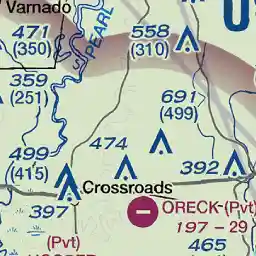 Varnado
471
(350)
PEARL
558
(310)
359
(251)
691
(499)
499
(415)
474
392
Crossroads
397
ORECK (Pvt)
197 - 29
(Pvt)
465